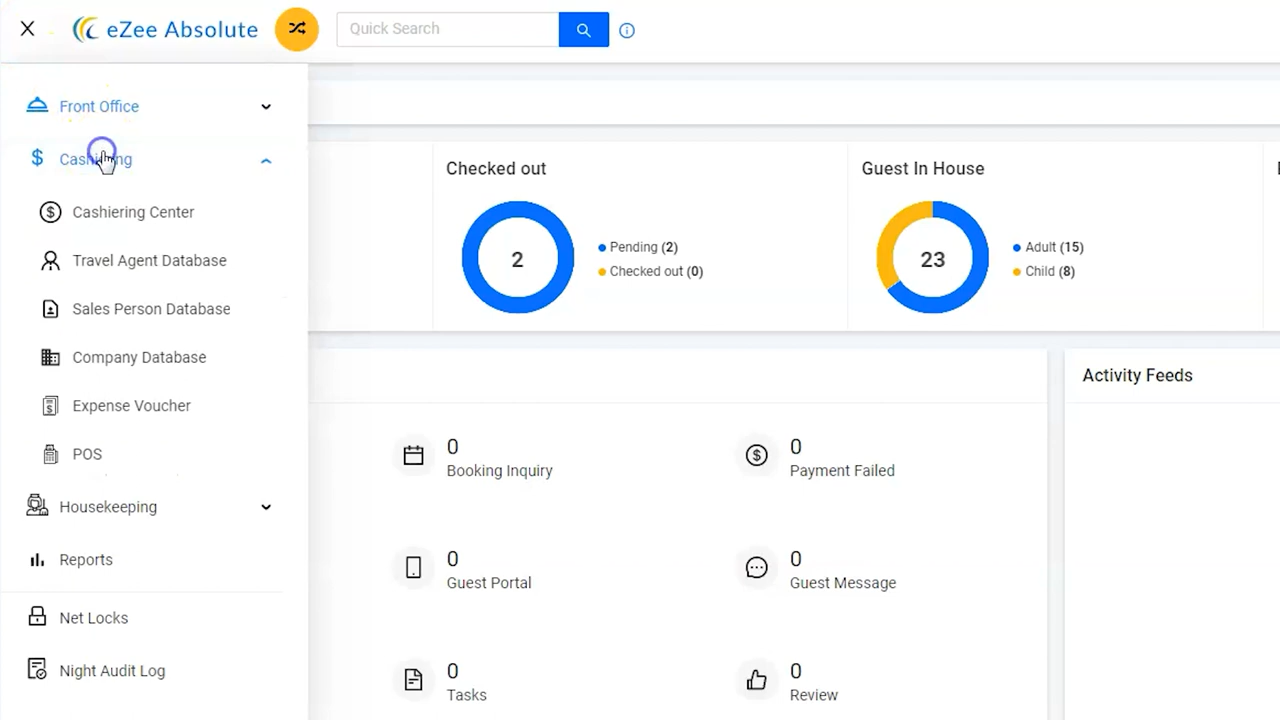 eZee Absolute
Quick Search
Front Office
Cashiering
Cashiering Center
Travel Agent Database
Sales Person Database
Company Database
Expense Voucher
POS
Housekeeping
Reports
Net Locks
Night Audit Log
Checked out
2
Pending (2)
Checked out (0)
Guest In House
23
Adult (15)
Child (8)
0
Booking Inquiry
0
Payment Failed
0
Guest Portal
0
Guest Message
0
Tasks
0
Review
Activity Feeds